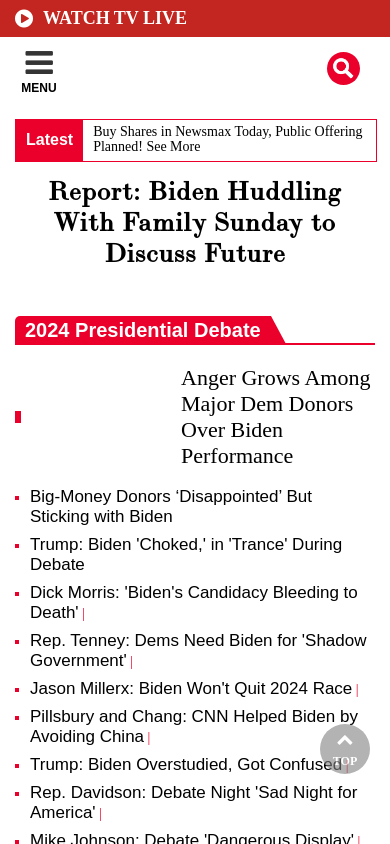 WATCH TV LIVE
MENU
Latest
Buy Shares in Newsmax Today, Public Offering
Planned! See More
Report: Biden Huddling
With Family Sunday to
Discuss Future
2024 Presidential Debate
Anger Grows Among
Major Dem Donors
Over Biden
Performance
Big-Money Donors ‘Disappointed’ But
Sticking with Biden
Trump: Biden 'Choked,' in 'Trance' During
Debate
Dick Morris: 'Biden's Candidacy Bleeding to
Death' |
Rep. Tenney: Dems Need Biden for 'Shadow
Government' |
Jason Millerx: Biden Won't Quit 2024 Race |
Pillsbury and Chang: CNN Helped Biden by
Avoiding China |
Trump: Biden Overstudied, Got Confused |
TOP
Rep. Davidson: Debate Night 'Sad Night for
America' |
Mike Johnson: Debate 'Dangerous Display' |